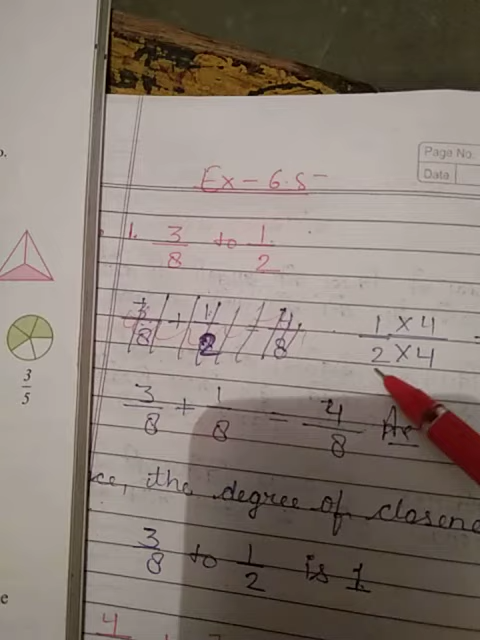 Page No.
Date
Ex-6.5
1. 3/8 to 1/2
1×4/2×4
3/8 + 1/8 = 4/8 Ans
3/5
the degree of closene
3/8 to 1/2 is 1
4